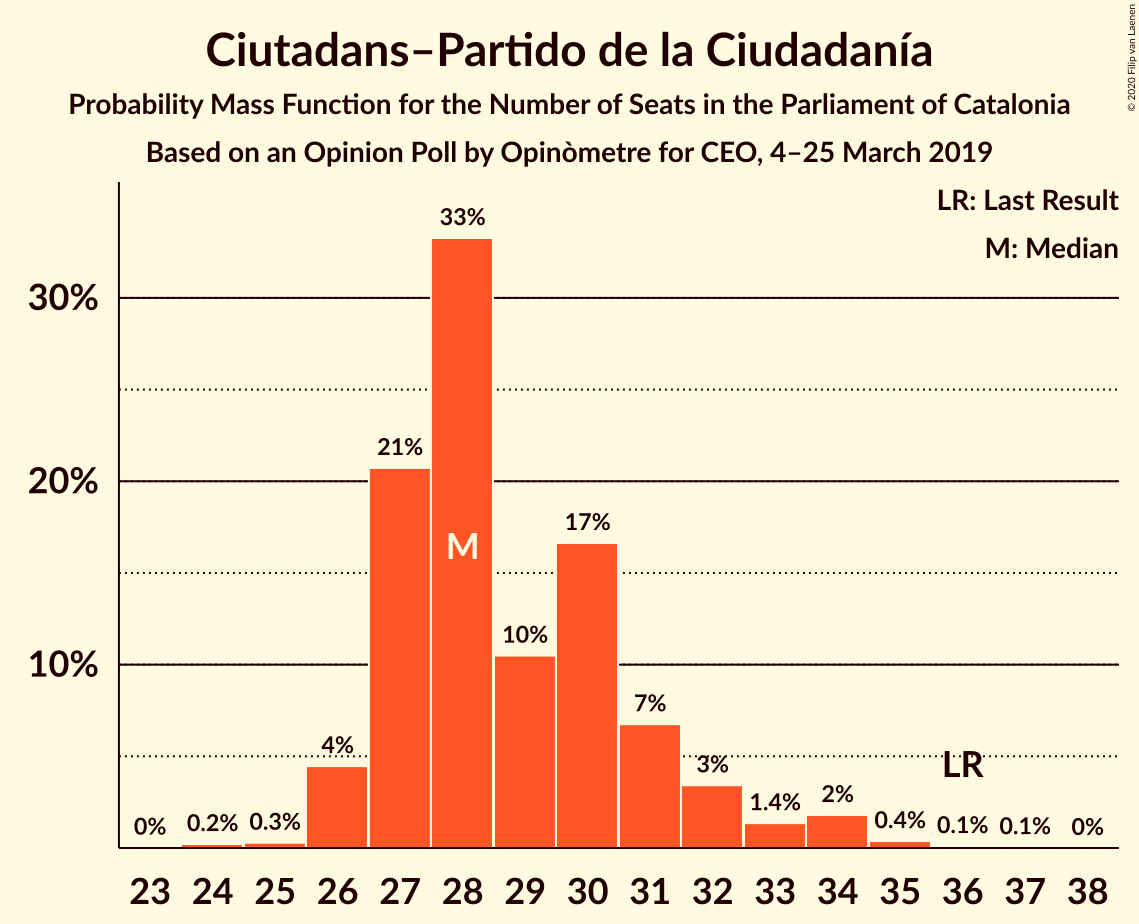 Ciutadans–Partido de la Ciudadanía
Probability Mass Function for the Number of Seats in the Parliament of Catalonia
Based on an Opinion Poll by Opinòmetre for CEO, 4–25 March 2019
© 2020 Filip van Laenen
LR: Last Result
M: Median
30%
20%
10%
0%
0.2%
0.3%
4%
21%
33%
10%
17%
7%
3%
1.4%
2%
0.4%
0.1%
0.1%
0%
M
LR
23 24 25 26 27 28 29 30 31 32 33 34 35 36 37 38